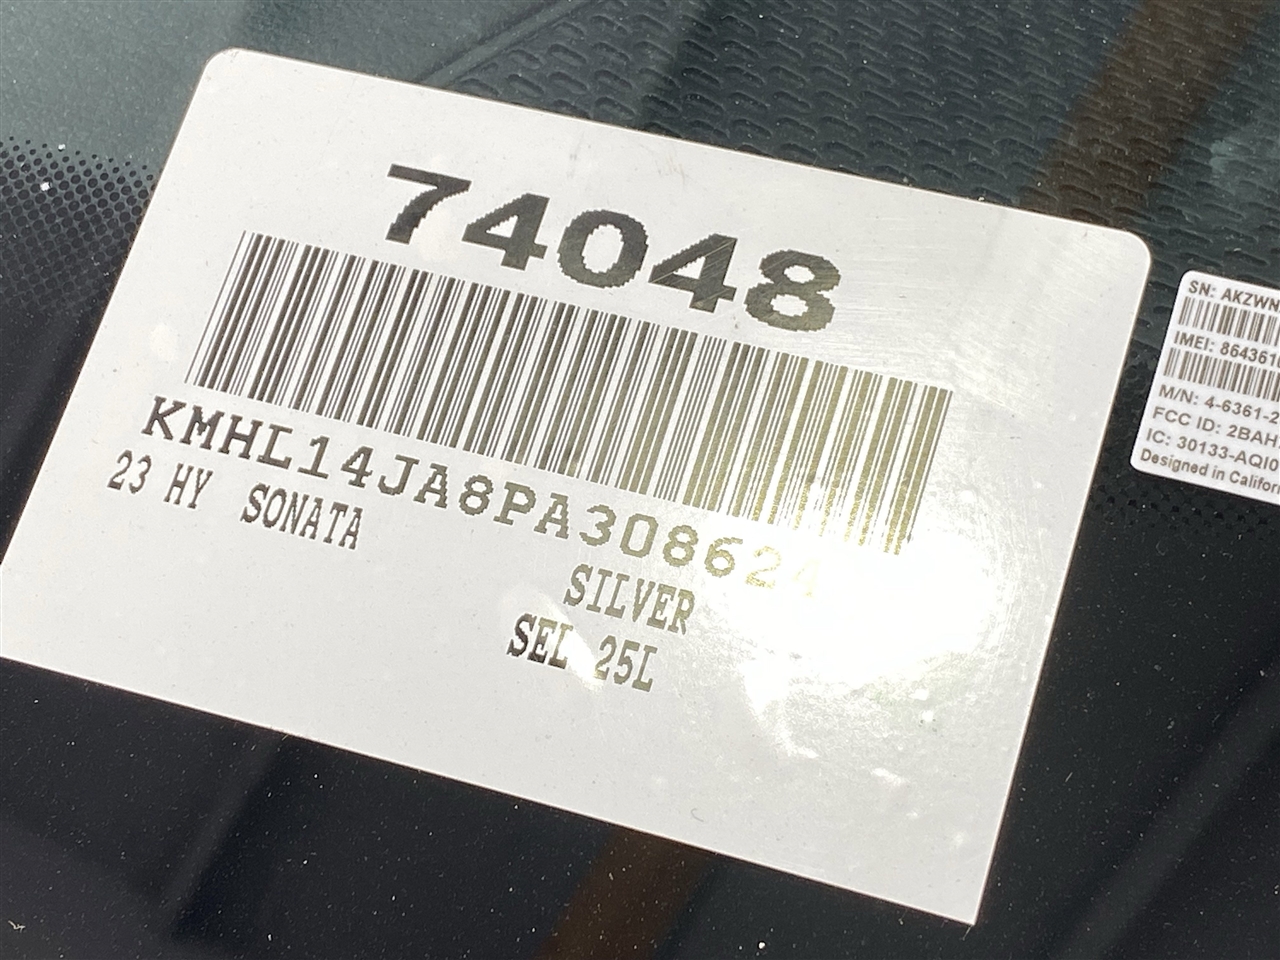 74048
KMHL14JA8PA308624
23 HY SONATA
SILVER
SEL 25L
SN: AKZWN
IMEI: 8643610
M/N: 4-6361-2
FCC ID: 2BAH
IC: 30133-AQI0
Designed in Californ